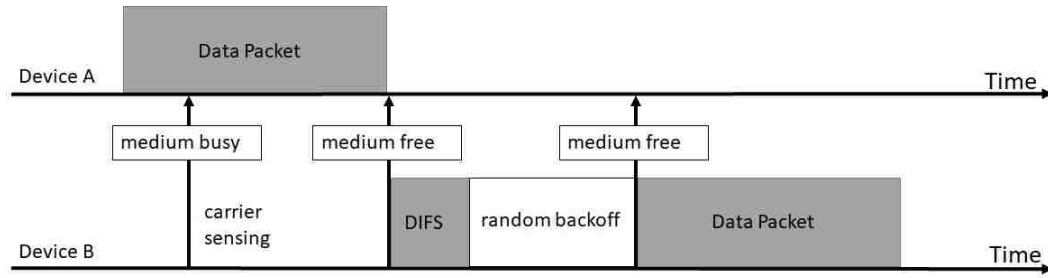 Data Packet
Device A
Time
medium busy
medium free
medium free
carrier
sensing
DIFS
random backoff
Data Packet
Device B
Time